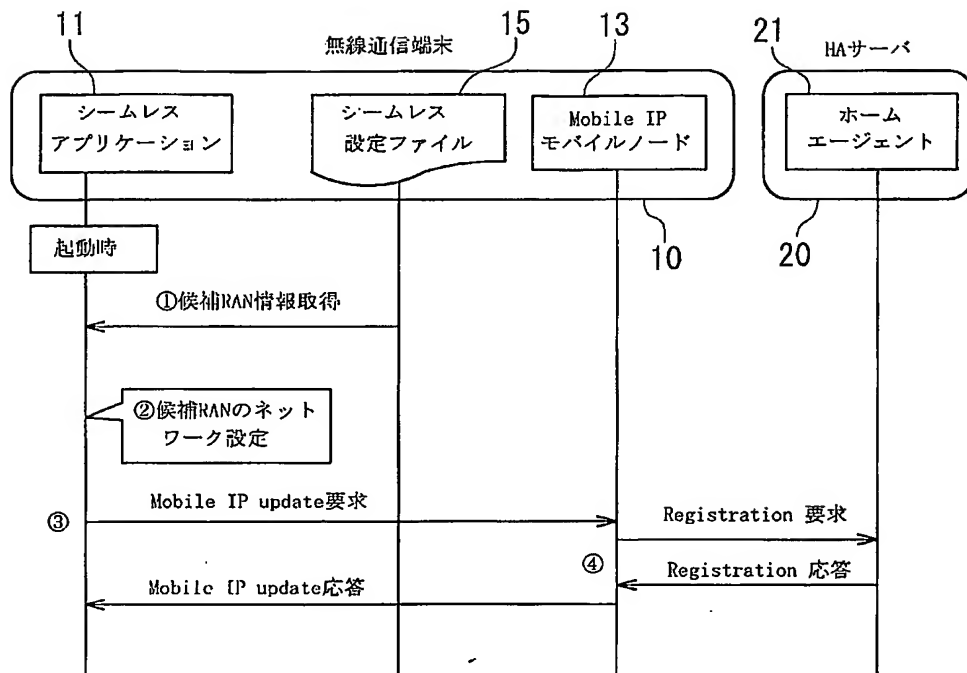 11
無線通信端末
15
13
21
HAサーバ
シームレス
アプリケーション
シームレス
設定ファイル
Mobile IP
モバイルノード
ホーム
エージェント
10
20
起動時
①候補RAN情報取得
②候補RANのネット
ワーク設定
③
Mobile IP update要求
Registration 要求
④
Registration 応答
Mobile IP update応答